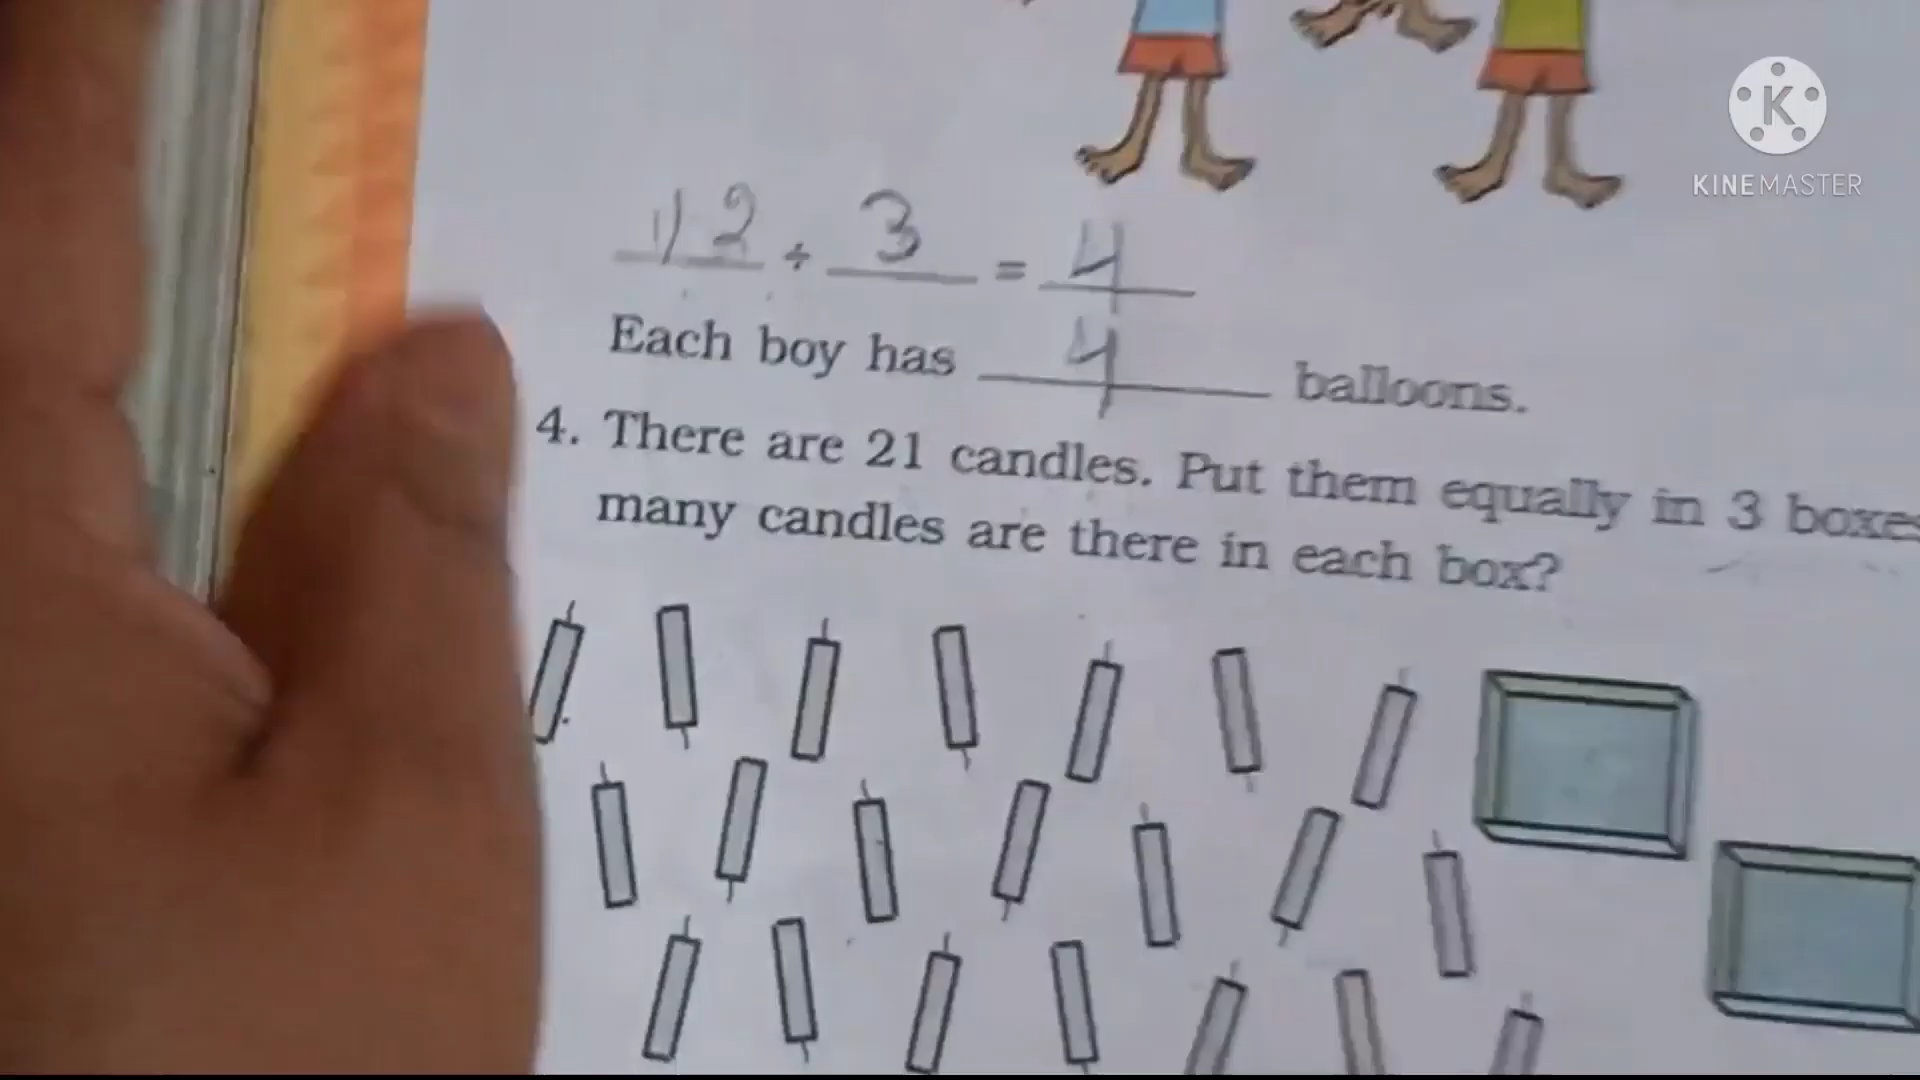 K
KINEMASTER
12 ÷ 3 = 4
Each boy has 4 balloons.
4. There are 21 candles. Put them equally in 3 boxes
many candles are there in each box?